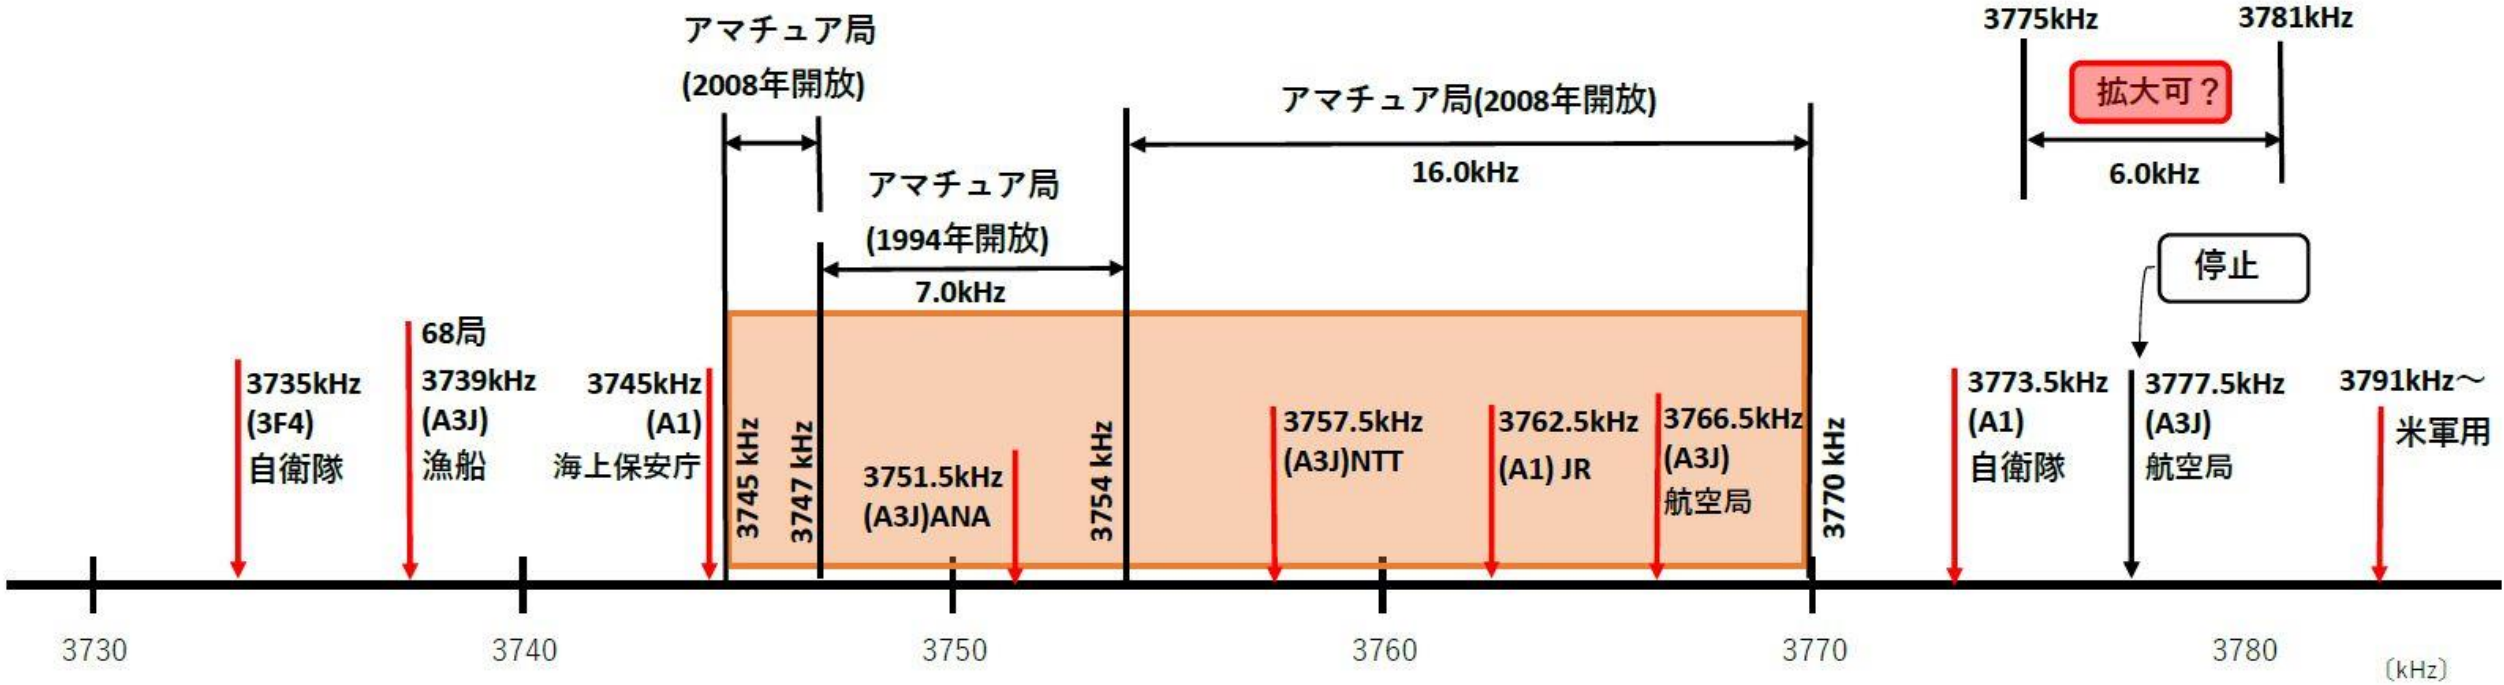 アマチュア局
(2008年開放)
アマチュア局(2008年開放)
16.0kHz
3775kHz
3781kHz
拡大可？
6.0kHz
アマチュア局
(1994年開放)
7.0kHz
停止
3735kHz
(3F4)
自衛隊
68局
3739kHz
(A3J)
漁船
3745kHz
(A1)
海上保安庁
3745 kHz
3747 kHz
3751.5kHz
(A3J)ANA
3754 kHz
3757.5kHz
(A3J)NTT
3762.5kHz
(A1) JR
3766.5kHz
(A3J)
航空局
3770 kHz
3773.5kHz
(A1)
自衛隊
3777.5kHz
(A3J)
航空局
3791kHz～
米軍用
3730
3740
3750
3760
3770
3780
〔kHz〕